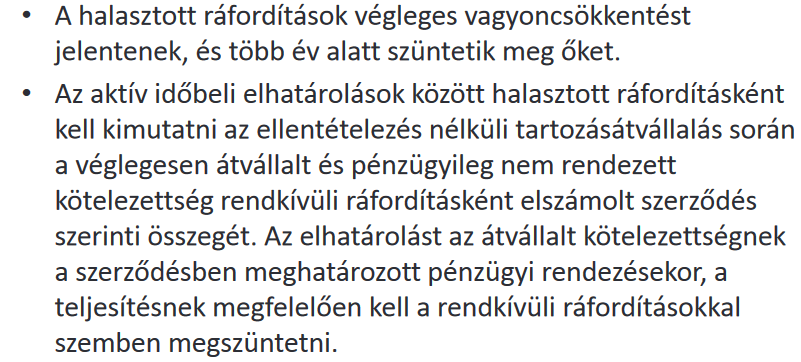 • A halasztott ráfordítások végleges vagyoncsökkentést
jelentenek, és több év alatt szüntetik meg őket.
• Az aktív időbeli elhatárolások között halasztott ráfordításként
kell kimutatni az ellentételezés nélküli tartozásátvállalás során
a véglegesen átvállalt és pénzügyileg nem rendezett
kötelezettség rendkívüli ráfordításként elszámolt szerződés
szerinti összegét. Az elhatárolást az átvállalt kötelezettségnek
a szerződésben meghatározott pénzügyi rendezésekor, a
teljesítésnek megfelelően kell a rendkívüli ráfordításokkal
szemben megszüntetni.